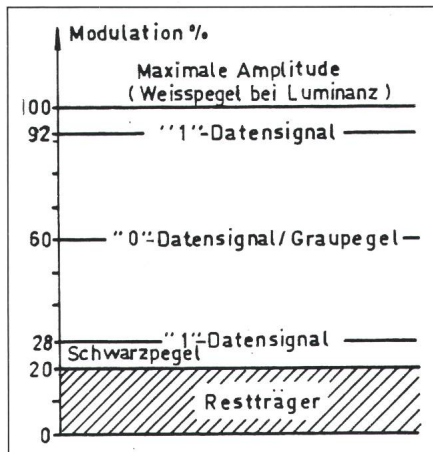 Modulation %
Maximale Amplitude
(Weisspegel bei Luminanz)
100
92 "1"-Datensignal
60 "0"-Datensignal/Graupegel
28 "1"-Datensignal
Schwarzpegel
20
Restträger
0